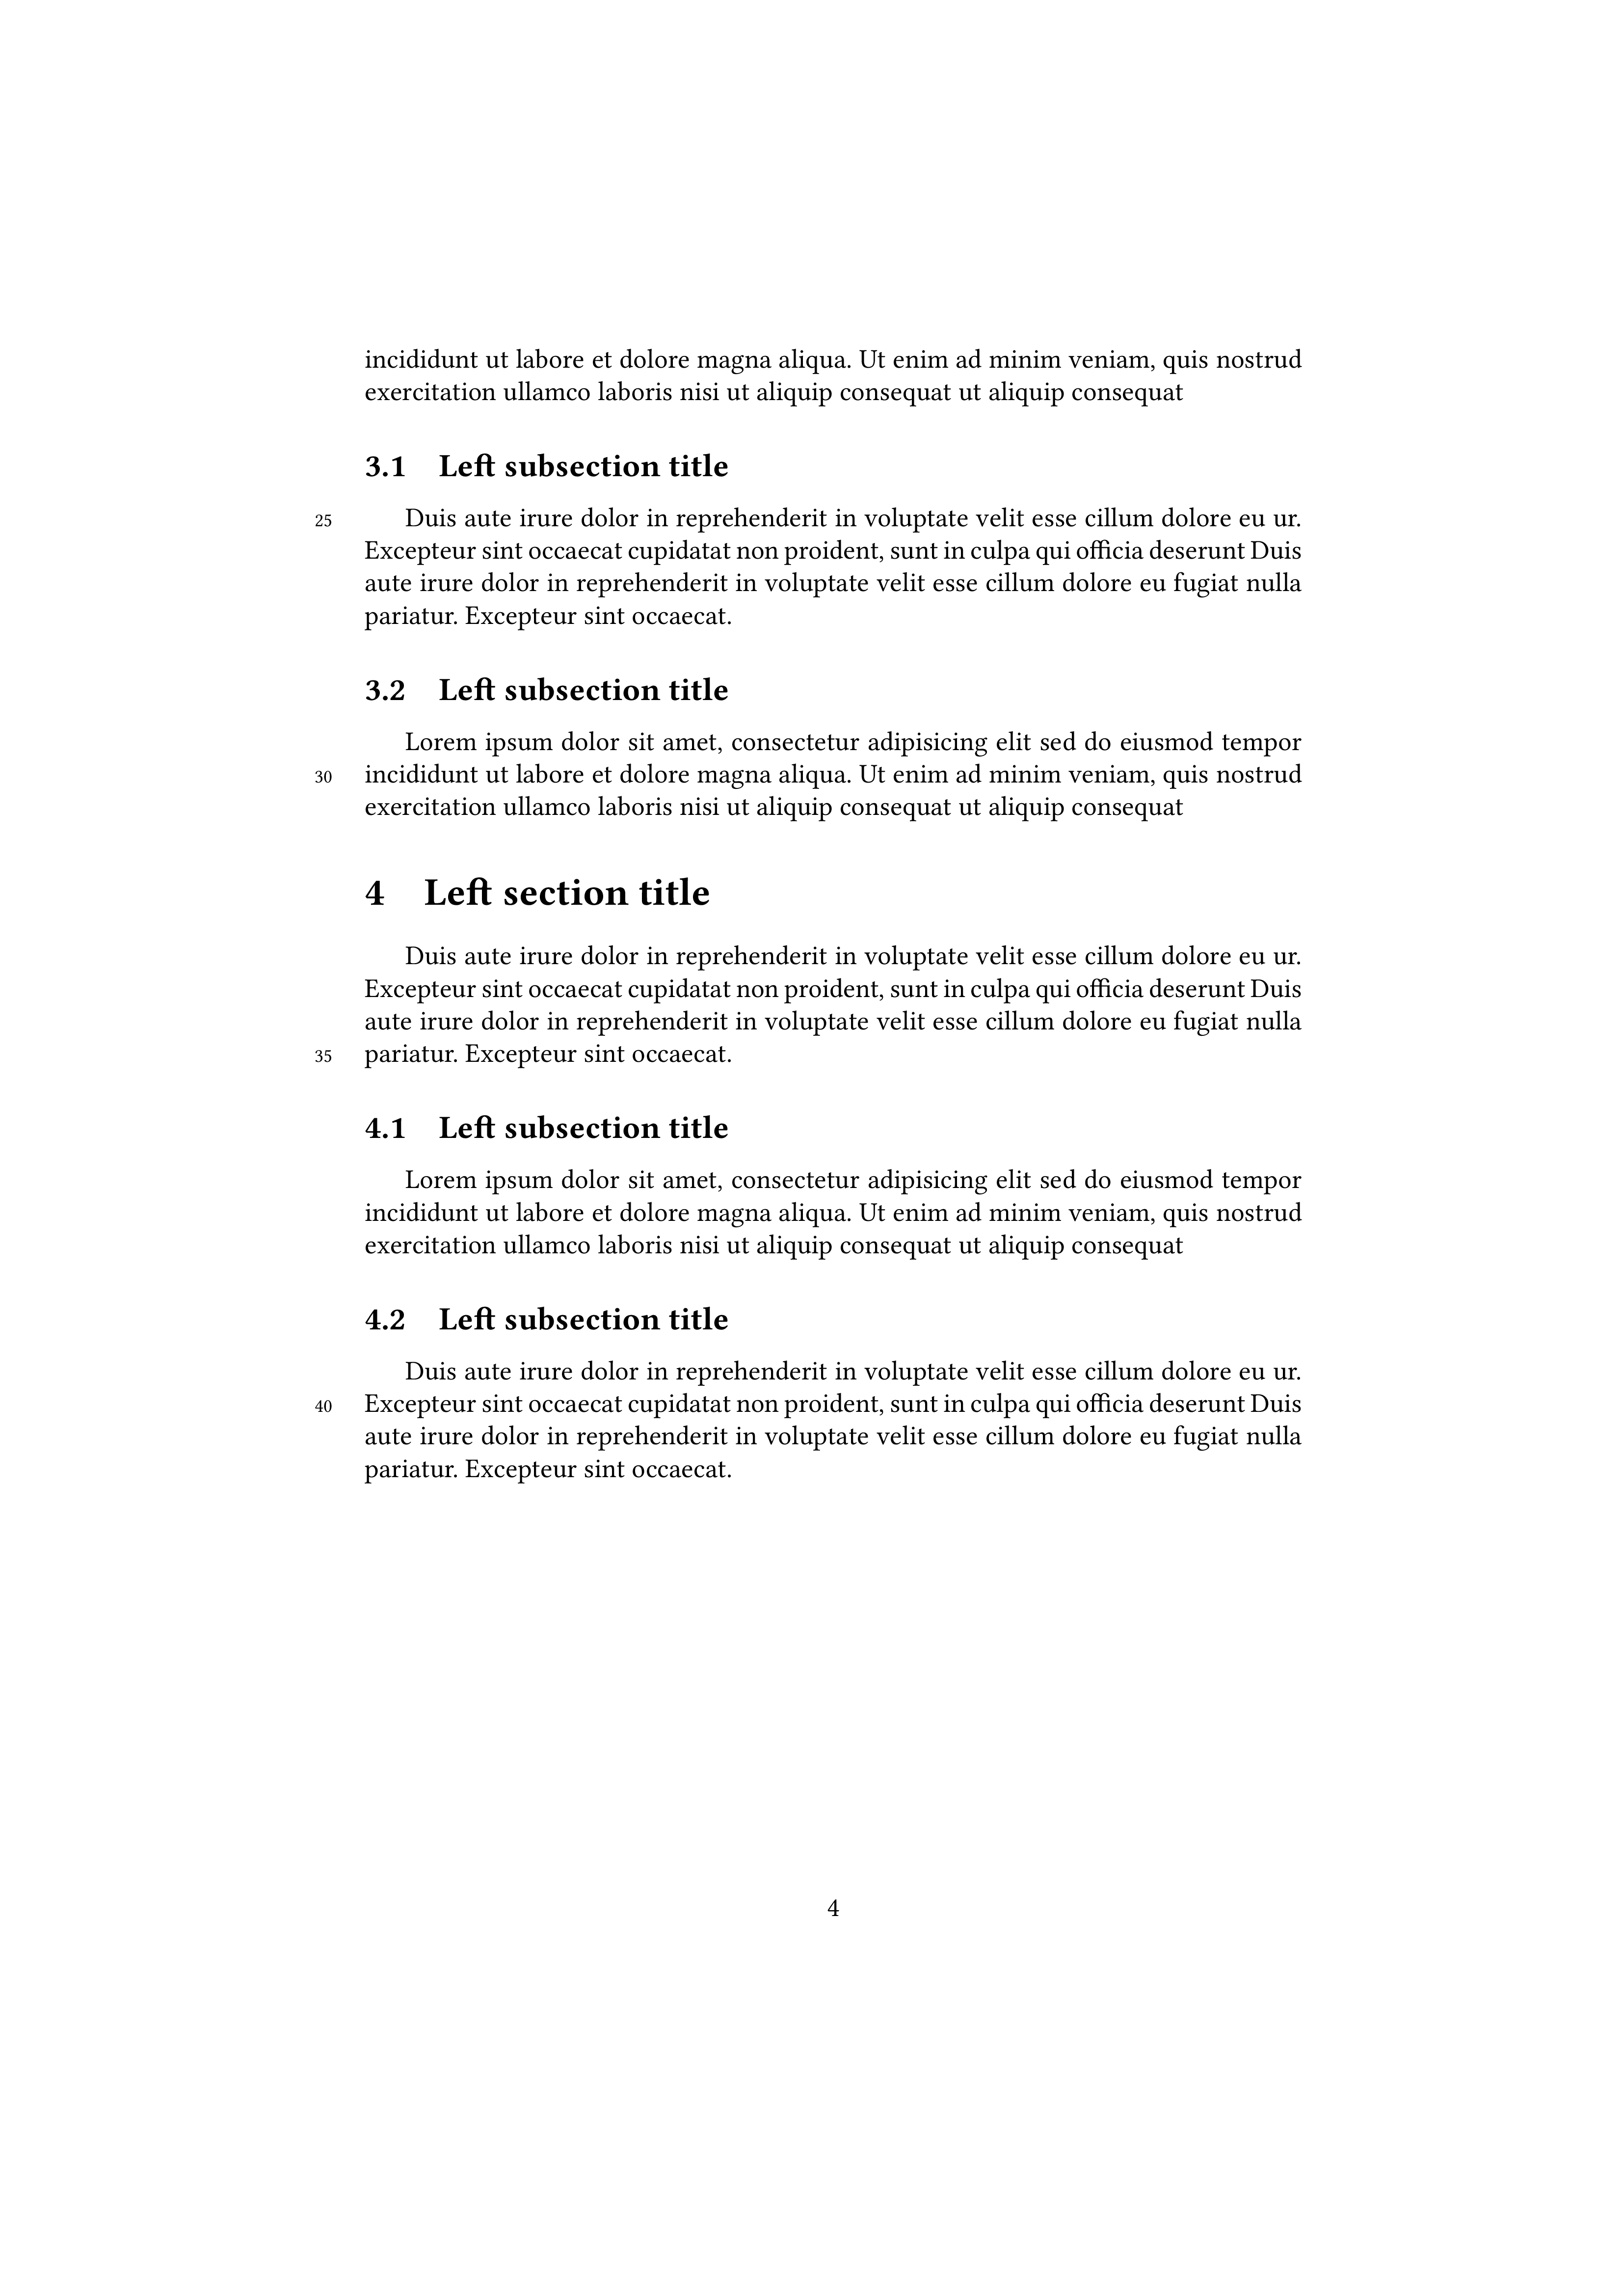 incididunt ut labore et dolore magna aliqua. Ut enim ad minim veniam, quis nostrud
exercitation ullamco laboris nisi ut aliquip consequat ut aliquip consequat
3.1 Left subsection title
25 Duis aute irure dolor in reprehenderit in voluptate velit esse cillum dolore eu ur.
Excepteur sint occaecat cupidatat non proident, sunt in culpa qui officia deserunt Duis
aute irure dolor in reprehenderit in voluptate velit esse cillum dolore eu fugiat nulla
pariatur. Excepteur sint occaecat.
3.2 Left subsection title
Lorem ipsum dolor sit amet, consectetur adipisicing elit sed do eiusmod tempor
30 incididunt ut labore et dolore magna aliqua. Ut enim ad minim veniam, quis nostrud
exercitation ullamco laboris nisi ut aliquip consequat ut aliquip consequat
4 Left section title
Duis aute irure dolor in reprehenderit in voluptate velit esse cillum dolore eu ur.
Excepteur sint occaecat cupidatat non proident, sunt in culpa qui officia deserunt Duis
aute irure dolor in reprehenderit in voluptate velit esse cillum dolore eu fugiat nulla
35 pariatur. Excepteur sint occaecat.
4.1 Left subsection title
Lorem ipsum dolor sit amet, consectetur adipisicing elit sed do eiusmod tempor
incididunt ut labore et dolore magna aliqua. Ut enim ad minim veniam, quis nostrud
exercitation ullamco laboris nisi ut aliquip consequat ut aliquip consequat
4.2 Left subsection title
Duis aute irure dolor in reprehenderit in voluptate velit esse cillum dolore eu ur.
40 Excepteur sint occaecat cupidatat non proident, sunt in culpa qui officia deserunt Duis
aute irure dolor in reprehenderit in voluptate velit esse cillum dolore eu fugiat nulla
pariatur. Excepteur sint occaecat.
4